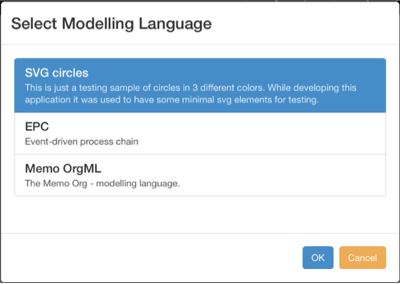 Select Modelling Language
SVG circles
This is just a testing sample of circles in 3 different colors. While developing this
application it was used to have some minimal svg elements for testing.
EPC
Event-driven process chain
Memo OrgML
The Memo Org - modelling language.
OK
Cancel